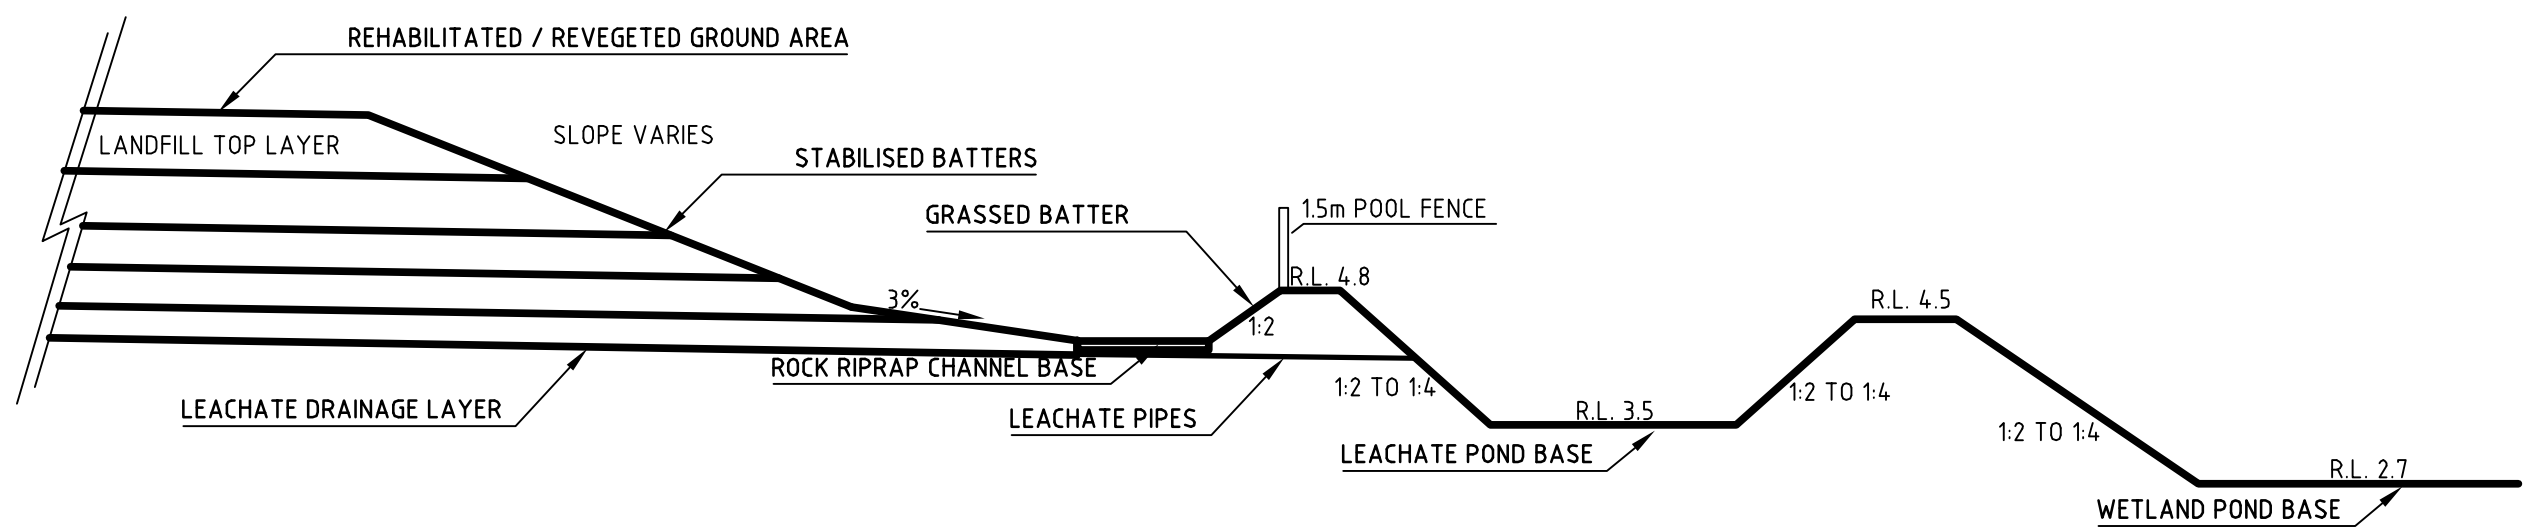 REHABILITATED / REVEGETED GROUND AREA
LANDFILL TOP LAYER
SLOPE VARIES
STABILISED BATTERS
GRASSED BATTER
1.5m POOL FENCE
R.L. 4.8
3%
1:2
R.L. 4.5
ROCK RIPRAP CHANNEL BASE
1:2 TO 1:4
1:2 TO 1:4
LEACHATE DRAINAGE LAYER
LEACHATE PIPES
R.L. 3.5
1:2 TO 1:4
LEACHATE POND BASE
R.L. 2.7
WETLAND POND BASE